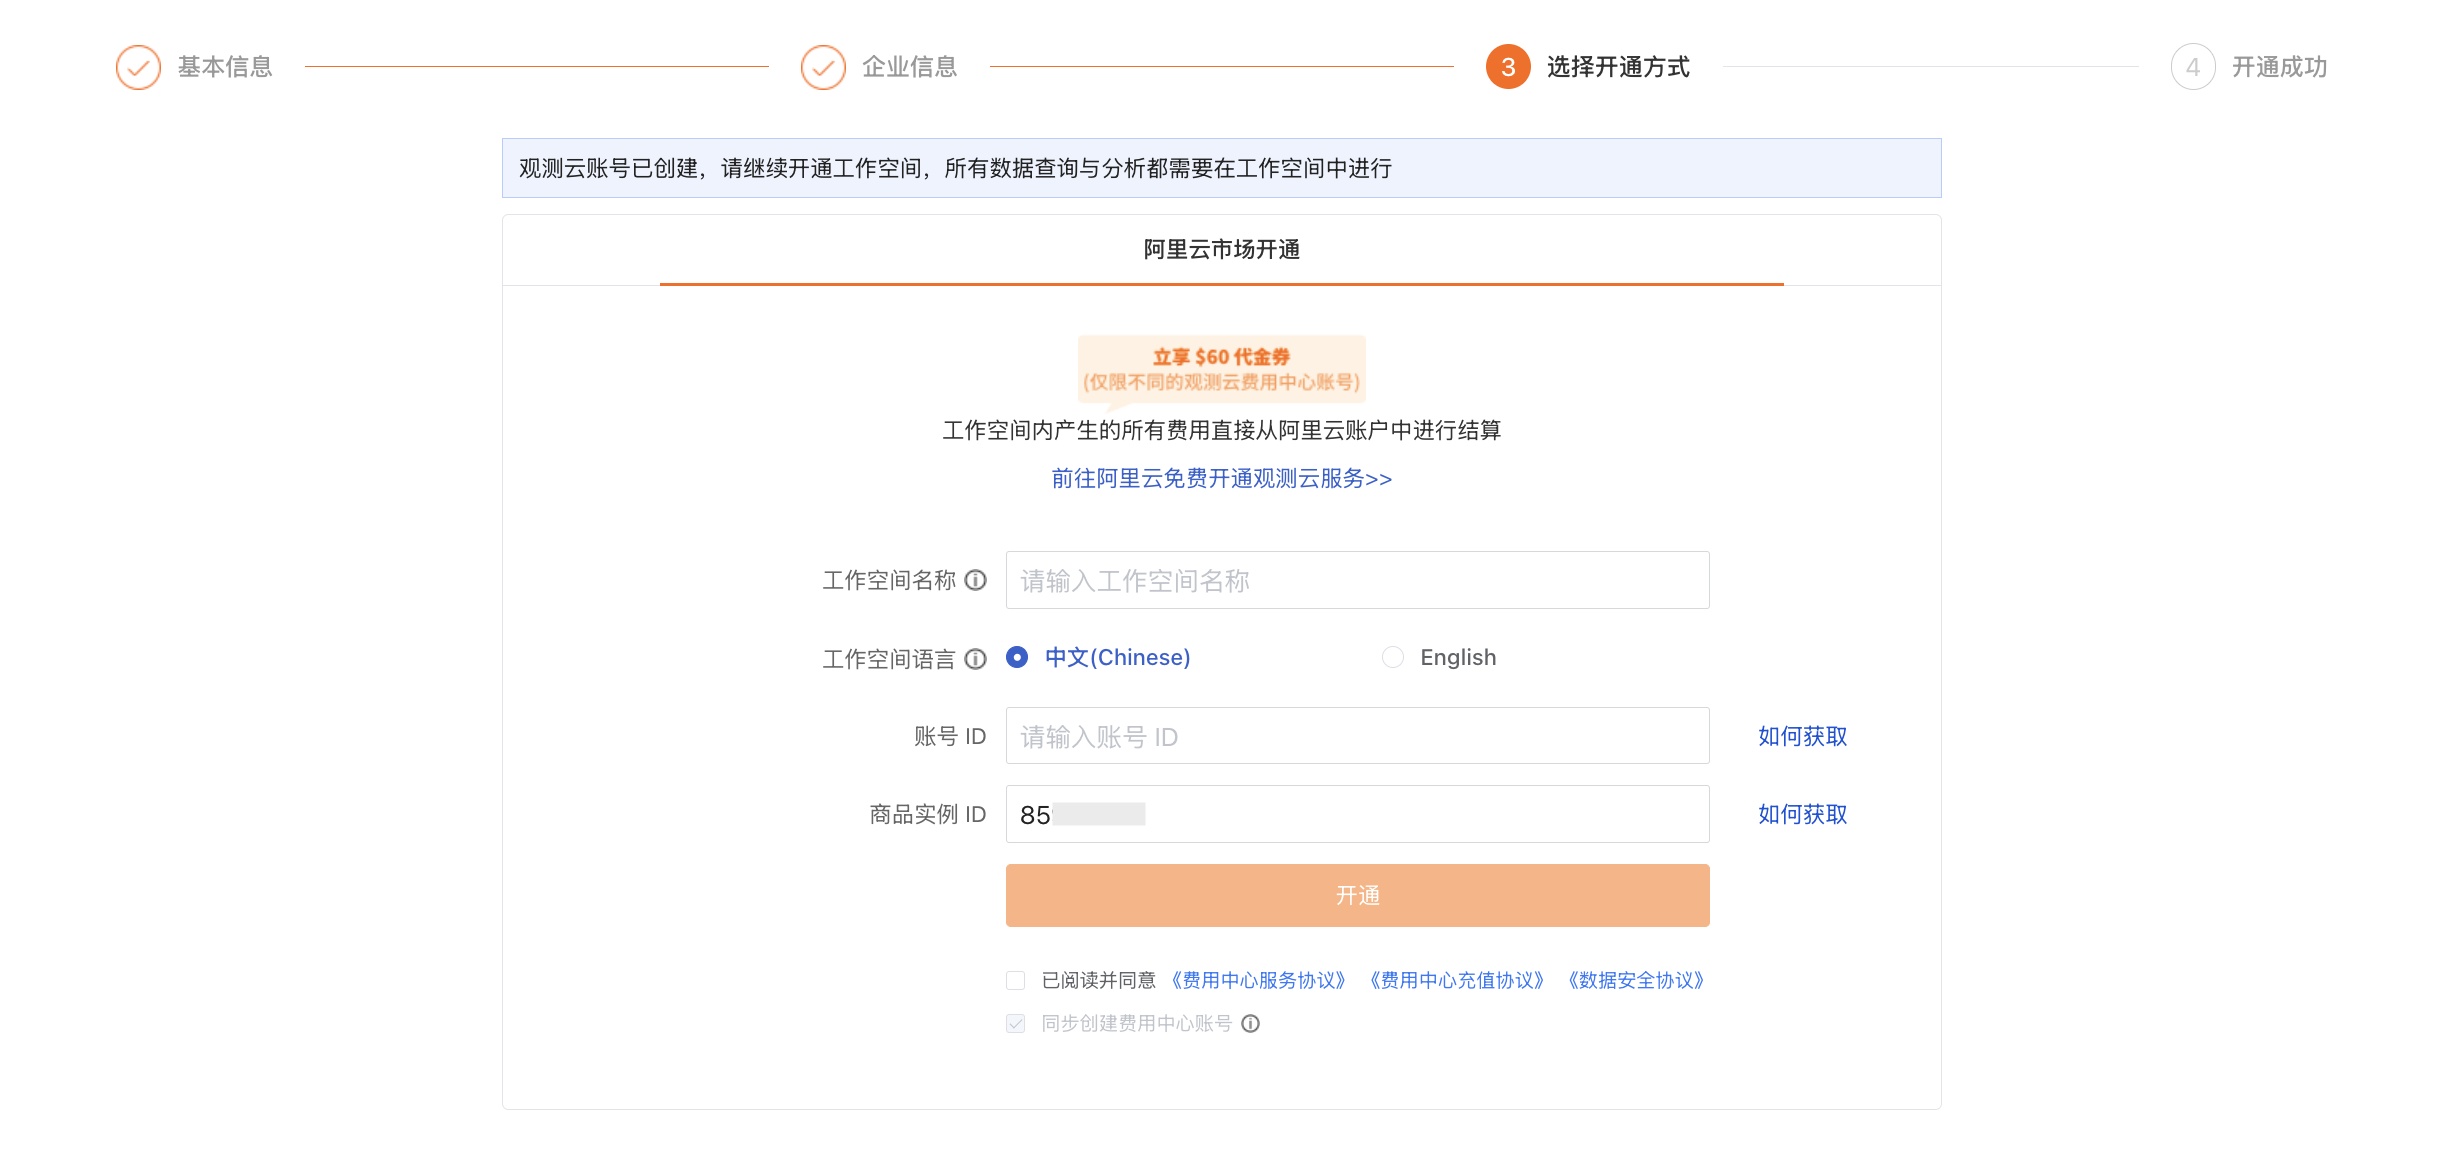 基本信息
企业信息
3 选择开通方式
4 开通成功
观测云账号已创建，请继续开通工作空间，所有数据查询与分析都需要在工作空间中进行
阿里云市场开通
立享 $60 代金券
(仅限不同的观测云费用中心账号)
工作空间内产生的所有费用直接从阿里云账户中进行结算
前往阿里云免费开通观测云服务>>
工作空间名称 请输入工作空间名称
工作空间语言 中文(Chinese) English
账号 ID 请输入账号 ID 如何获取
商品实例 ID 85 如何获取
开通
已阅读并同意 《费用中心服务协议》 《费用中心充值协议》 《数据安全协议》
同步创建费用中心账号